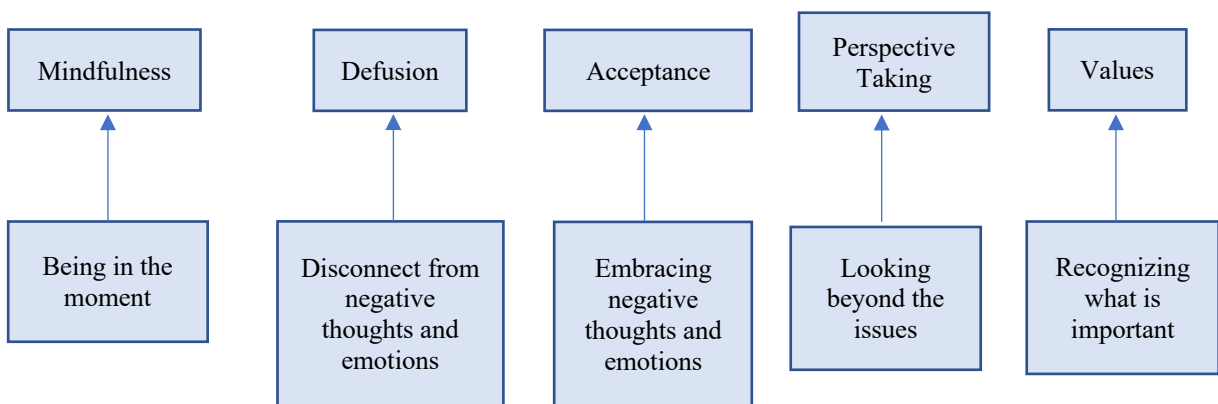 Mindfulness
Defusion
Acceptance
Perspective
Taking
Values
Being in the
moment
Disconnect from
negative
thoughts and
emotions
Embracing
negative
thoughts and
emotions
Looking
beyond the
issues
Recognizing
what is
important